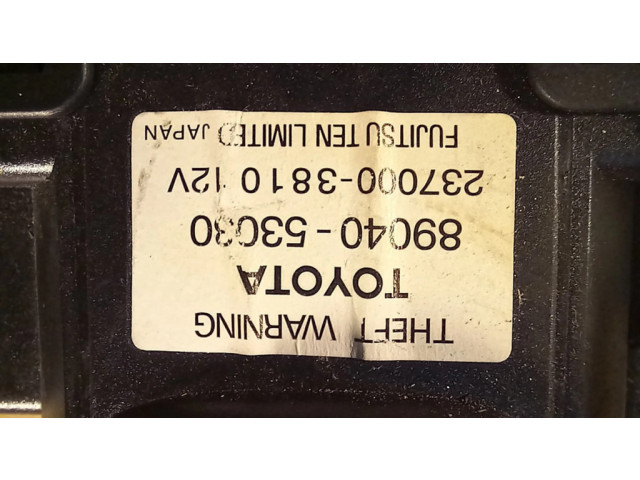 THEFT WARNING
TOYOTA
89040-53030
237000-3810 12V
FUJITSU TEN LIMITED JAPAN